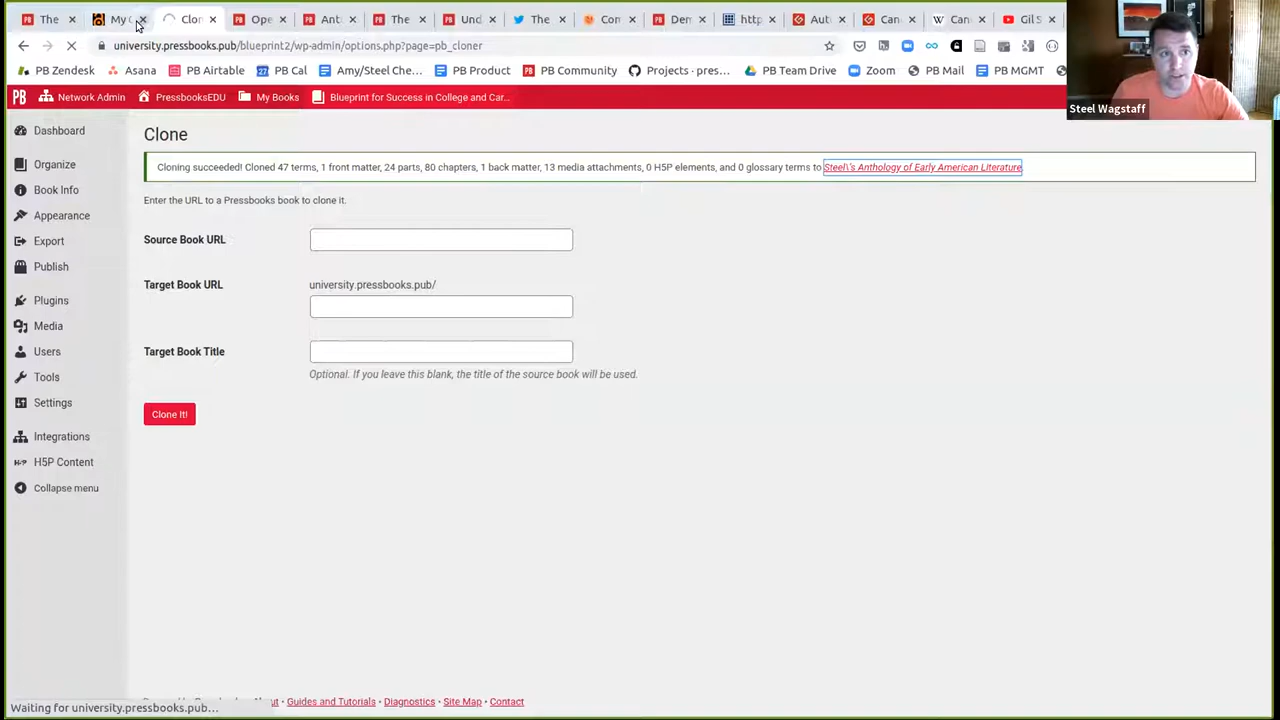 The
My
Clon
Ope
Anti
The
Und
The
Con
Den
http
Auto
Can
W
Can
Gil S
university.pressbooks.pub/blueprint2/wp-admin/options.php?page=pb_cloner
PB Zendesk
Asana
PB Airtable
PB Cal
Amy/Steel Che...
PB Product
PB Community
Projects · pres...
PB Team Drive
Zoom
PB Mail
PB MGMT
Steel Wagstaff
PB
Network Admin
PressbooksEDU
My Books
Blueprint for Success in College and Car...
Dashboard
Organize
Book Info
Appearance
Export
Publish
Plugins
Media
Users
Tools
Settings
Integrations
H5P Content
Collapse menu
Clone
Cloning succeeded! Cloned 47 terms, 1 front matter, 24 parts, 80 chapters, 1 back matter, 13 media attachments, 0 H5P elements, and 0 glossary terms to Steel\'s Anthology of Early American Literature.
Enter the URL to a Pressbooks book to clone it.
Source Book URL
Target Book URL
university.pressbooks.pub/
Target Book Title
Optional. If you leave this blank, the title of the source book will be used.
Clone It!
Guides and Tutorials • Diagnostics • Site Map • Contact
Waiting for university.pressbooks.pub...